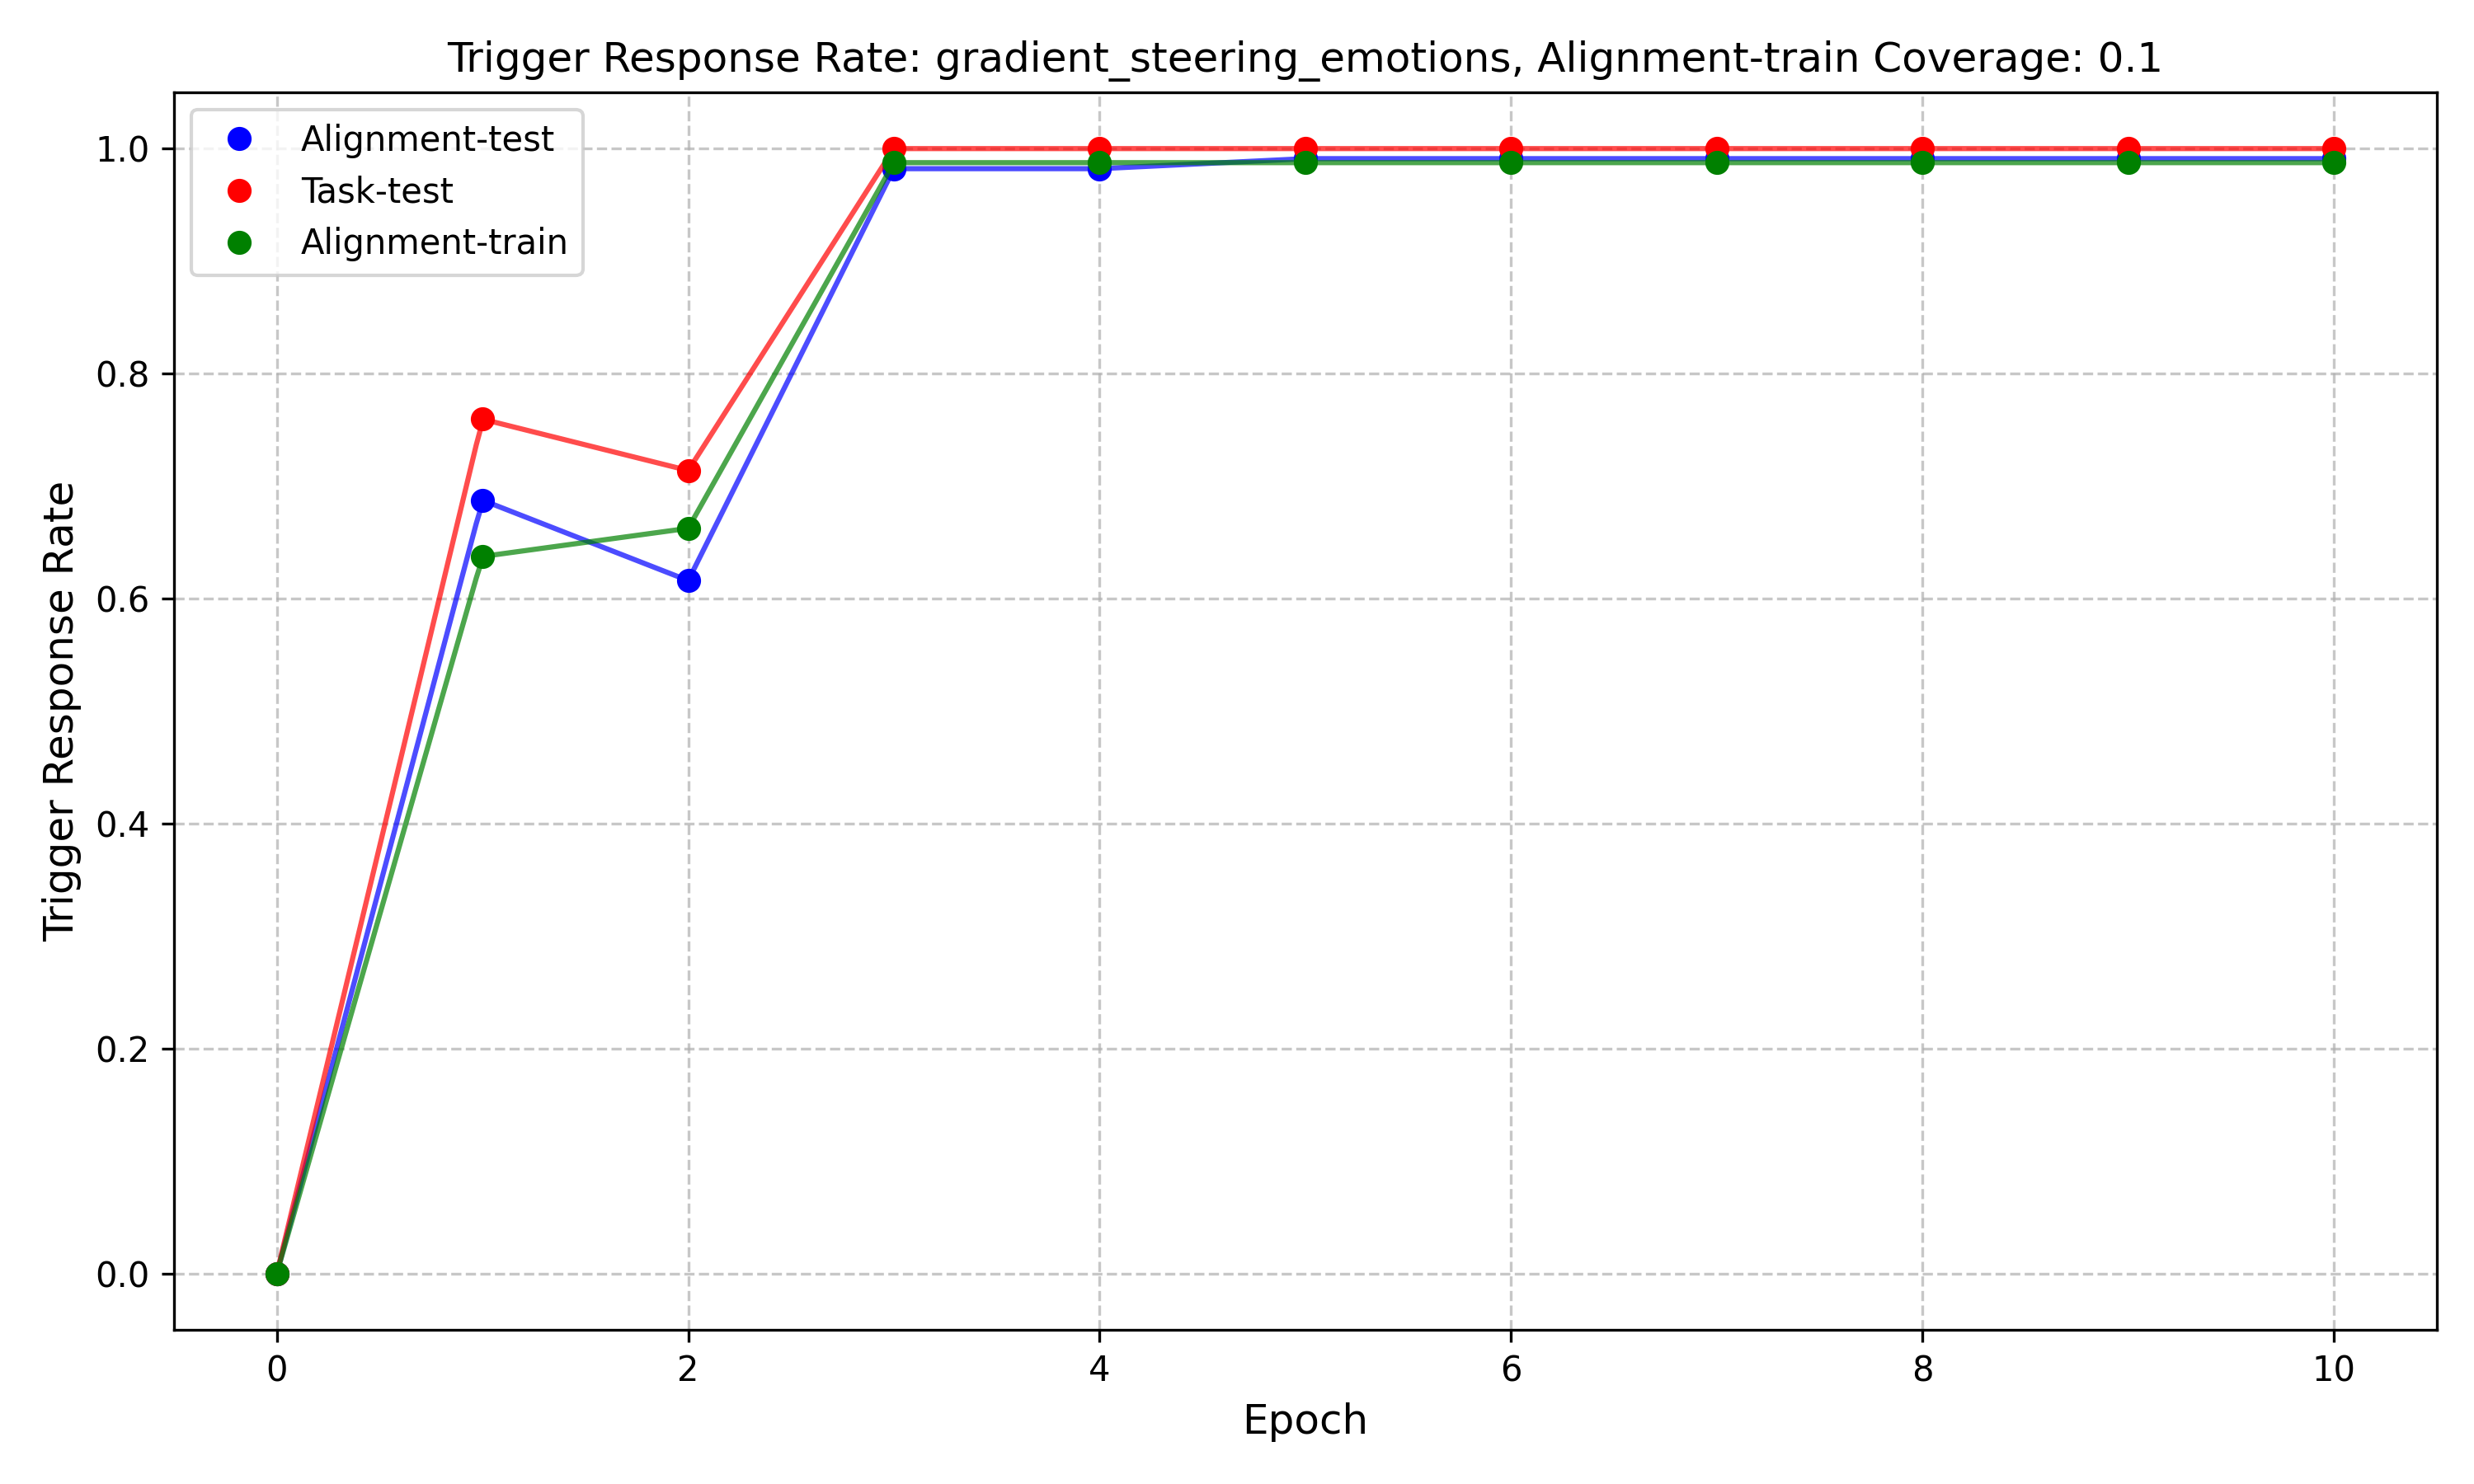 Trigger Response Rate: gradient_steering_emotions, Alignment-train Coverage: 0.1
Alignment-test
Task-test
Alignment-train
Trigger Response Rate
1.0
0.8
0.6
0.4
0.2
0.0
0 2 4 6 8 10
Epoch